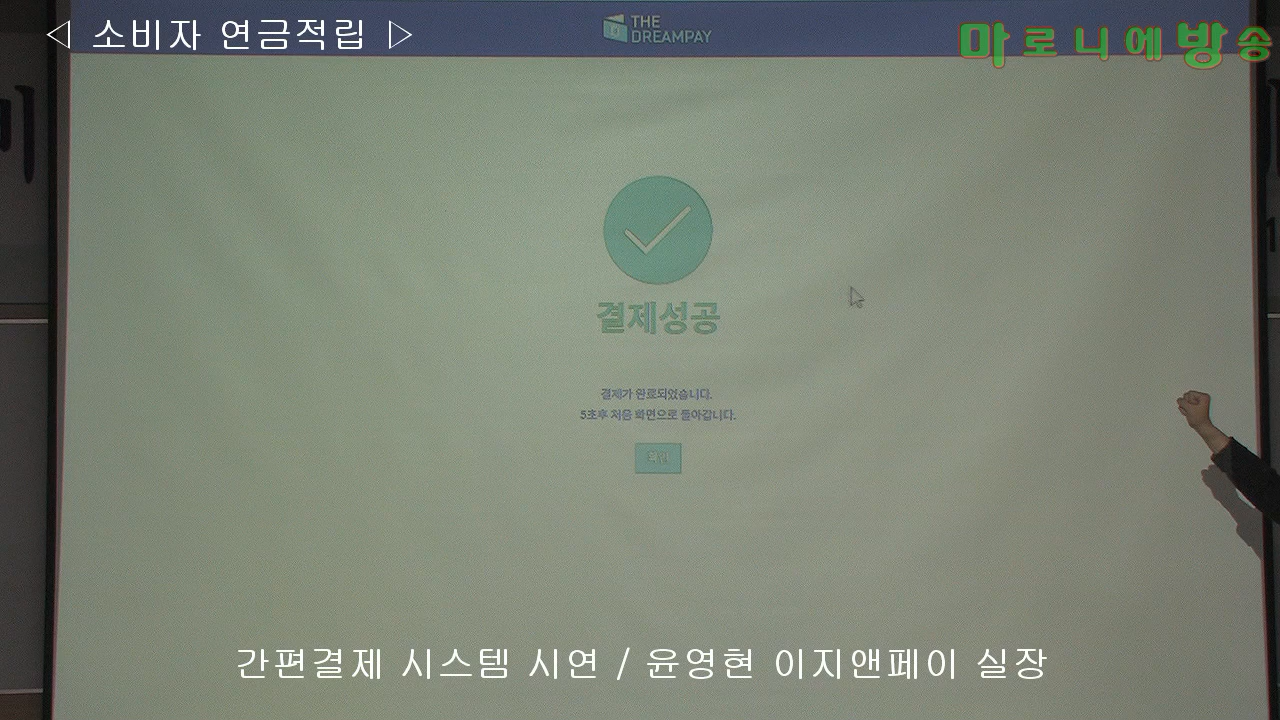 ◁ 소비자 연금적립 ▷
THE
DREAMPAY
마로니에방송
결제성공
결제가 완료되었습니다.
5초후 처음 화면으로 돌아갑니다.
확인
간편결제 시스템 시연 / 윤영현 이지앤페이 실장